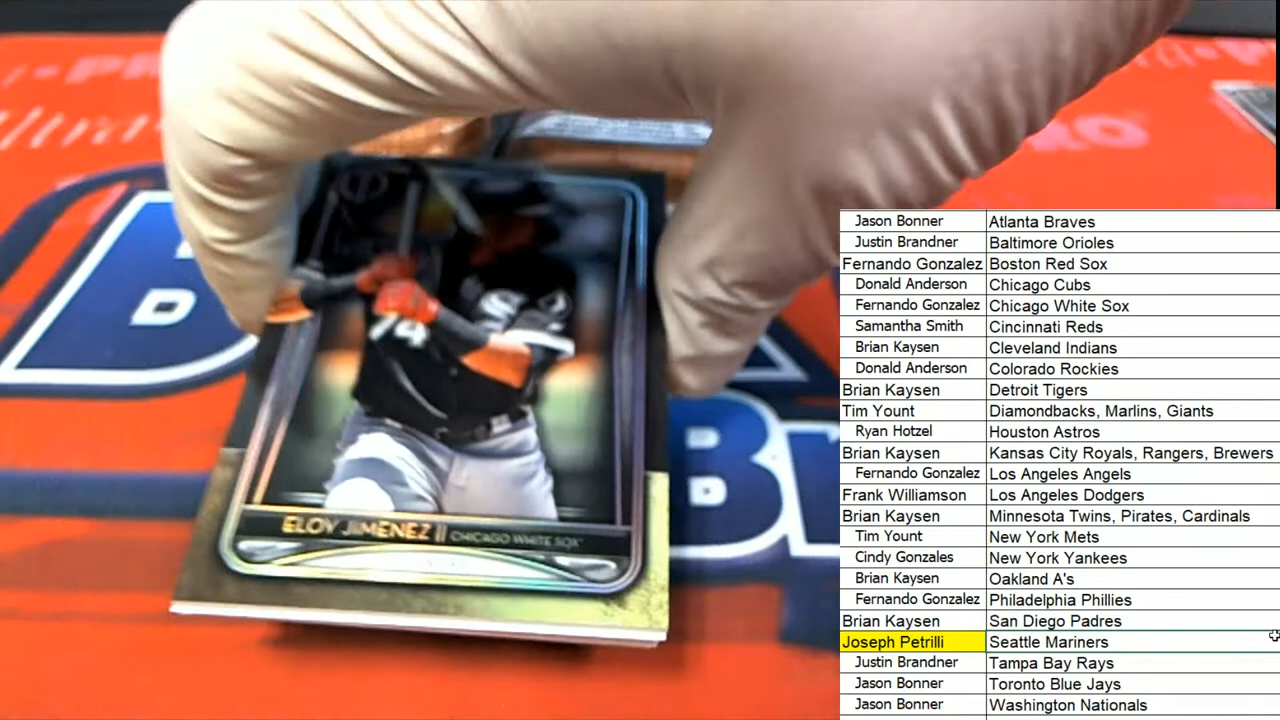 PRO
ltra
PRO
D
B
74
ELOY JIMENEZ || CHICAGO WHITE SOX
Jason Bonner Atlanta Braves
Justin Brandner Baltimore Orioles
Fernando Gonzalez Boston Red Sox
Donald Anderson Chicago Cubs
Fernando Gonzalez Chicago White Sox
Samantha Smith Cincinnati Reds
Brian Kaysen Cleveland Indians
Donald Anderson Colorado Rockies
Brian Kaysen Detroit Tigers
Tim Yount Diamondbacks, Marlins, Giants
Ryan Hotzel Houston Astros
Brian Kaysen Kansas City Royals, Rangers, Brewers
Fernando Gonzalez Los Angeles Angels
Frank Williamson Los Angeles Dodgers
Brian Kaysen Minnesota Twins, Pirates, Cardinals
Tim Yount New York Mets
Cindy Gonzales New York Yankees
Brian Kaysen Oakland A's
Fernando Gonzalez Philadelphia Phillies
Brian Kaysen San Diego Padres
Joseph Petrilli Seattle Mariners
Justin Brandner Tampa Bay Rays
Jason Bonner Toronto Blue Jays
Jason Bonner Washington Nationals